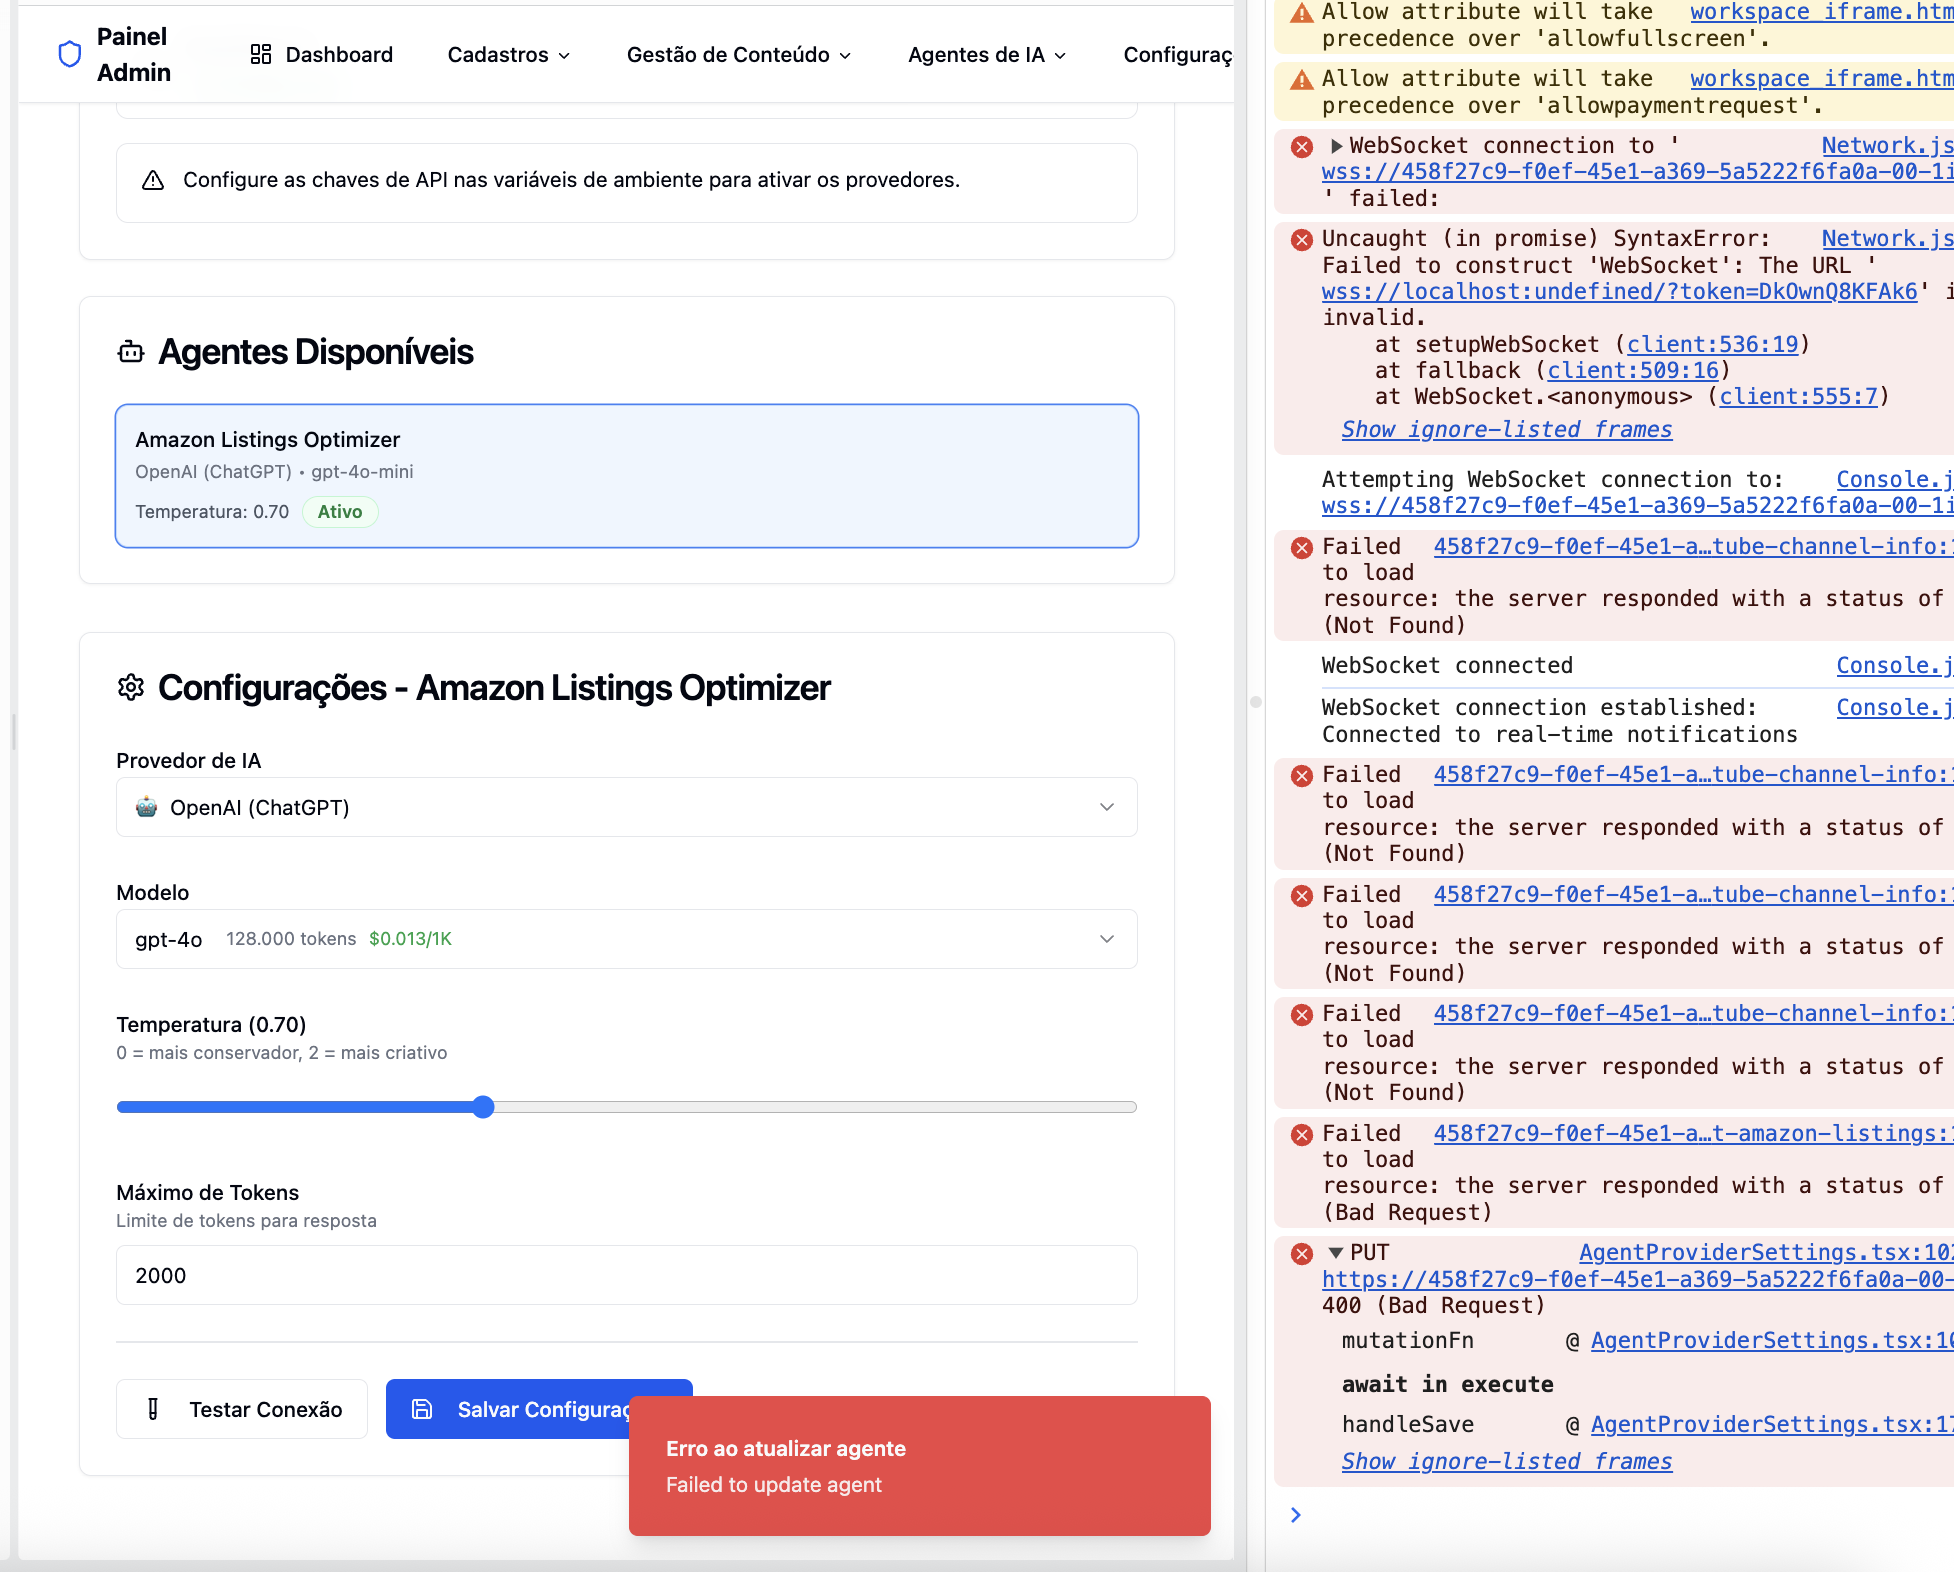 Painel
Admin
Dashboard
Cadastros
Gestão de Conteúdo
Agentes de IA
Configuraç
Configure as chaves de API nas variáveis de ambiente para ativar os provedores.
Agentes Disponíveis
Amazon Listings Optimizer
OpenAI (ChatGPT) • gpt-4o-mini
Temperatura: 0.70 Ativo
Configurações - Amazon Listings Optimizer
Provedor de IA
OpenAI (ChatGPT)
Modelo
gpt-4o 128.000 tokens $0.013/1K
Temperatura (0.70)
0 = mais conservador, 2 = mais criativo
Máximo de Tokens
Limite de tokens para resposta
2000
Testar Conexão
Salvar Configuraç
Erro ao atualizar agente
Failed to update agent
Allow attribute will take workspace_iframe.htm
precedence over 'allowfullscreen'.
Allow attribute will take workspace_iframe.htm
precedence over 'allowpaymentrequest'.
WebSocket connection to ' Network.js
wss://458f27c9-f0ef-45e1-a369-5a5222f6fa0a-00-1i
' failed:
Uncaught (in promise) SyntaxError: Network.js
Failed to construct 'WebSocket': The URL '
wss://localhost:undefined/?token=DkOwnQ8KFAk6' i
invalid.
at setupWebSocket (client:536:19)
at fallback (client:509:16)
at WebSocket.<anonymous> (client:555:7)
Show ignore-listed frames
Attempting WebSocket connection to: Console.j
wss://458f27c9-f0ef-45e1-a369-5a5222f6fa0a-00-1i
Failed 458f27c9-f0ef-45e1-a…tube-channel-info:1
to load
resource: the server responded with a status of
(Not Found)
WebSocket connected Console.j
WebSocket connection established: Console.j
Connected to real-time notifications
Failed 458f27c9-f0ef-45e1-a…tube-channel-info:1
to load
resource: the server responded with a status of
(Not Found)
Failed 458f27c9-f0ef-45e1-a…tube-channel-info:1
to load
resource: the server responded with a status of
(Not Found)
Failed 458f27c9-f0ef-45e1-a…tube-channel-info:1
to load
resource: the server responded with a status of
(Not Found)
Failed 458f27c9-f0ef-45e1-a…t-amazon-listings:1
to load
resource: the server responded with a status of
(Bad Request)
PUT AgentProviderSettings.tsx:102
https://458f27c9-f0ef-45e1-a369-5a5222f6fa0a-00-
400 (Bad Request)
mutationFn @ AgentProviderSettings.tsx:10
await in execute
handleSave @ AgentProviderSettings.tsx:17
Show ignore-listed frames